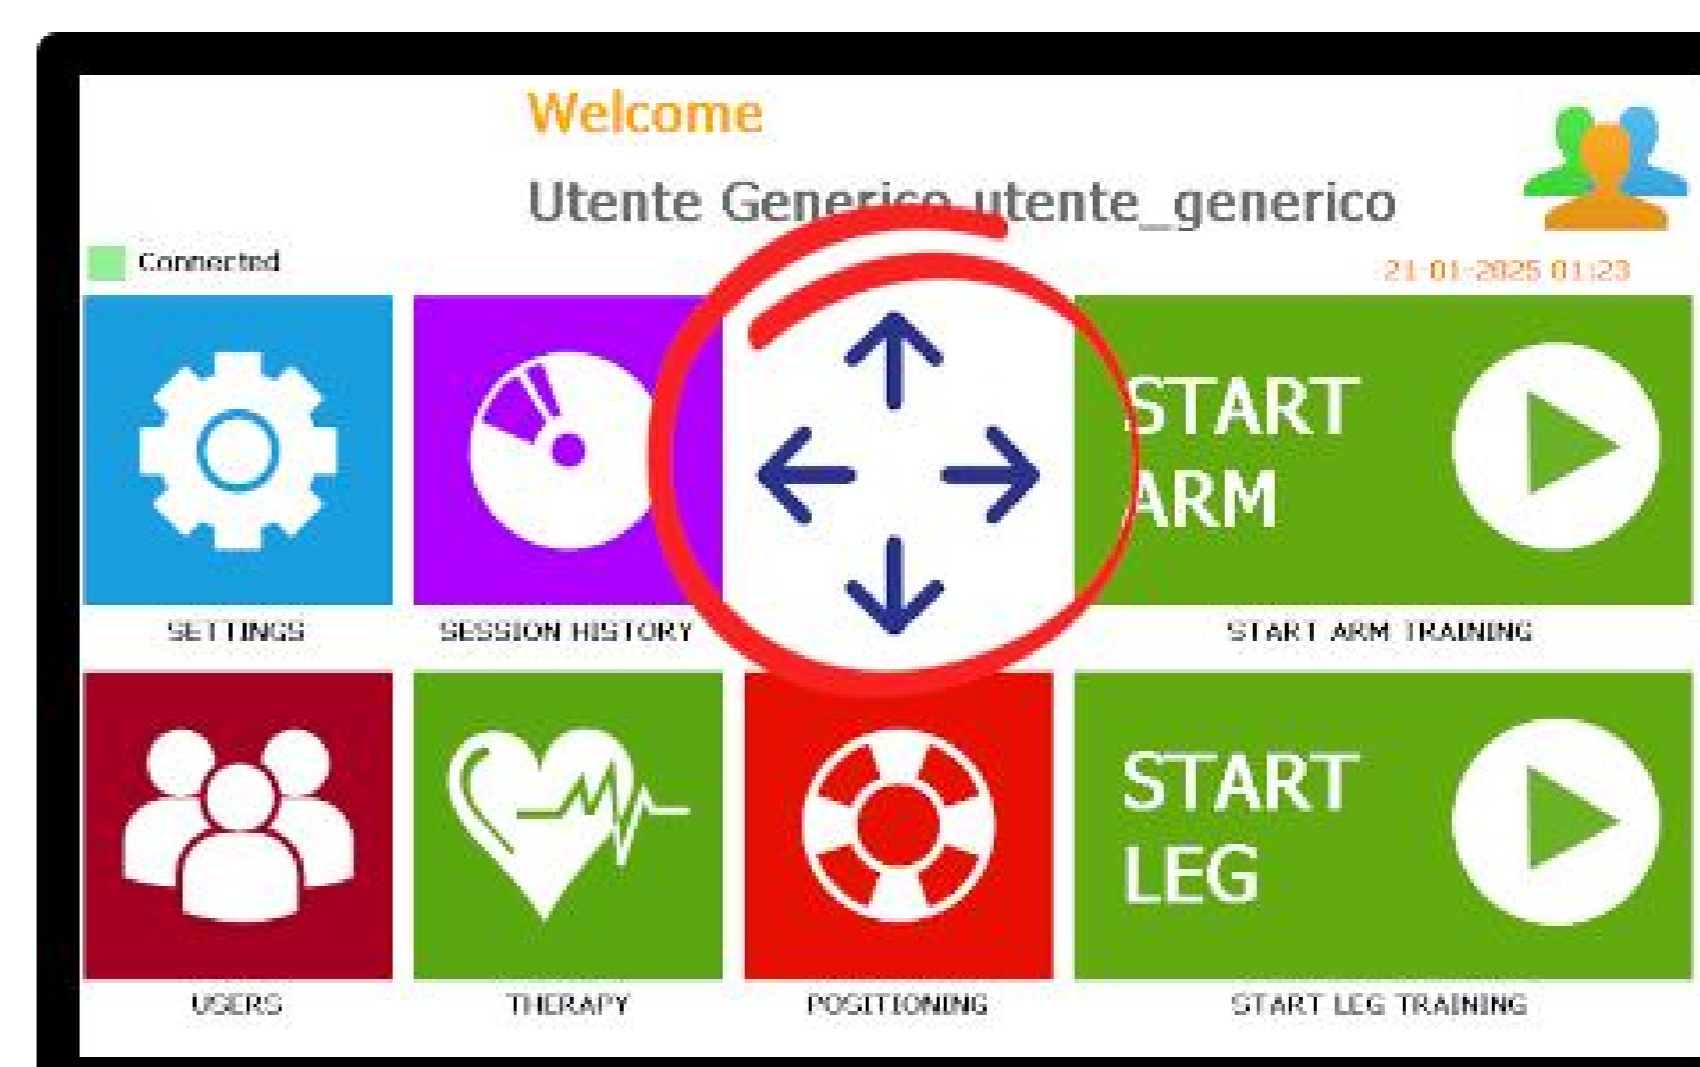 Welcome
Utente Generico utente_generico
Connected
21-01-2025 01:23
START
ARM
SETTINGS
SESSION HISTORY
START ARM TRAINING
START
LEG
USERS
THERAPY
POSITIONING
START LEG TRAINING